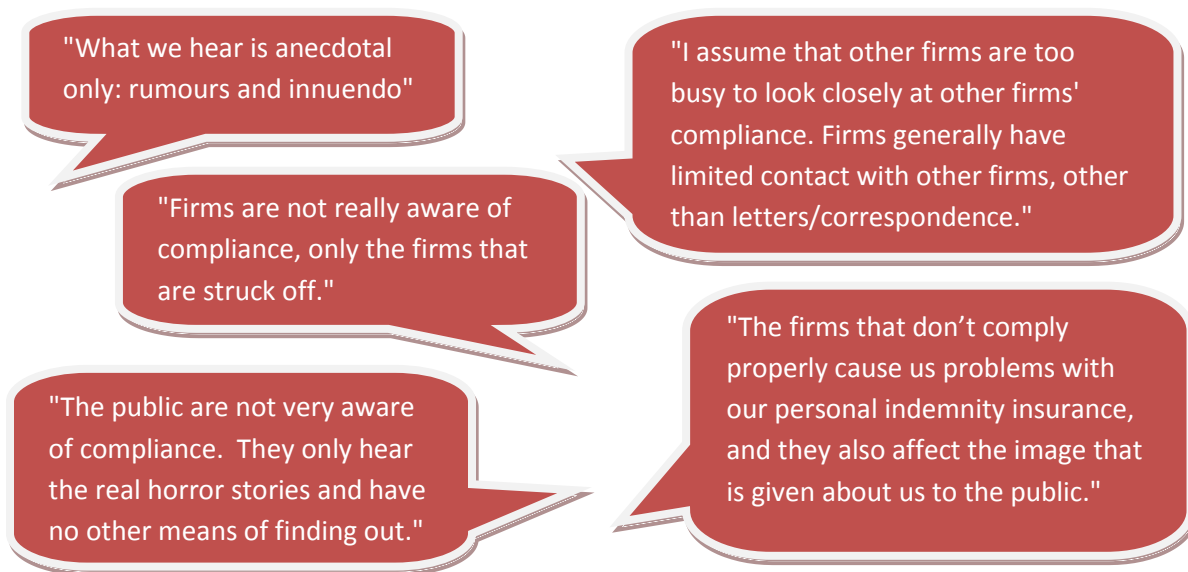 "What we hear is anecdotal
only: rumours and innuendo"
"I assume that other firms are too
busy to look closely at other firms'
compliance. Firms generally have
limited contact with other firms, other
than letters/correspondence."
"Firms are not really aware of
compliance, only the firms that
are struck off."
"The firms that don’t comply
properly cause us problems with
our personal indemnity insurance,
and they also affect the image that
is given about us to the public."
"The public are not very aware
of compliance.  They only hear
the real horror stories and have
no other means of finding out."